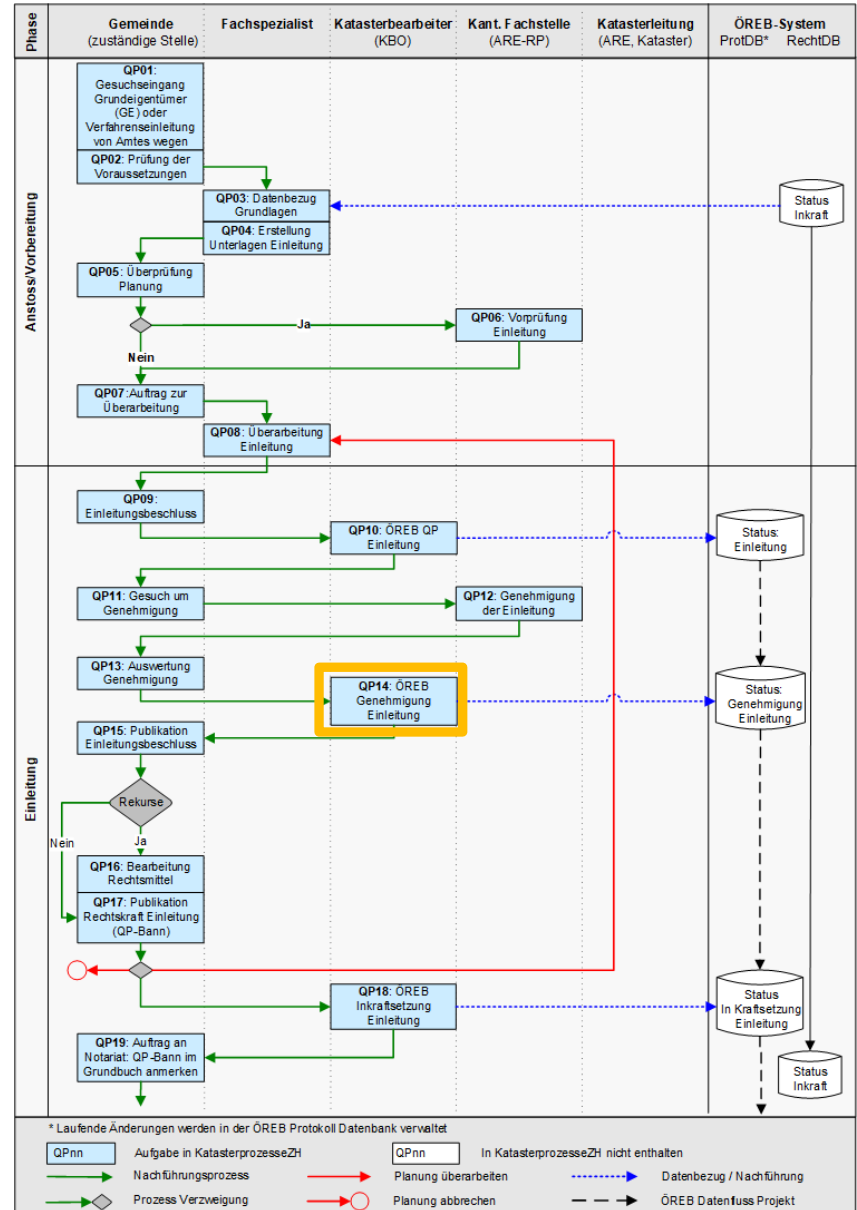 Phase
Gemeinde
(zuständige Stelle)
Fachspezialist
Katasterbearbeiter
(KBO)
Kant. Fachstelle
(ARE-RP)
Katasterleitung
(ARE, Kataster)
ÖREB-System
ProtDB* RechtDB
Anstoss/Vorbereitung
QP01:
Gesuchseingang
Grundeigentümer
(GE) oder
Verfahrenseinleitung
von Amtes wegen
QP02: Prüfung der
Voraussetzungen
QP03: Datenbezug
Grundlagen
Status
Inkraft
QP04: Erstellung
Unterlagen Einleitung
QP05: Überprüfung
Planung
Ja
QP06: Vorprüfung
Einleitung
Nein
QP07:Auftrag zur
Überarbeitung
QP08: Überarbeitung
Einleitung
Einleitung
QP09:
Einleitungsbeschluss
QP10: ÖREB QP
Einleitung
Status:
Einleitung
QP11: Gesuch um
Genehmigung
QP12: Genehmigung
der Einleitung
QP13: Auswertung
Genehmigung
QP14: ÖREB
Genehmigung
Einleitung
Status:
Genehmigung
Einleitung
QP15: Publikation
Einleitungsbeschluss
Rekurse
Nein
Ja
QP16: Bearbeitung
Rechtsmittel
QP17: Publikation
Rechtskraft Einleitung
(QP-Bann)
QP18: ÖREB
Inkraftsetzung
Einleitung
Status
In Kraftsetzung
Einleitung
QP19: Auftrag an
Notariat: QP-Bann im
Grundbuch anmerken
Status
Inkraft
* Laufende Änderungen werden in der ÖREB Protokoll Datenbank verwaltet
QPnn Aufgabe in KatasterprozesseZH QPnn In KatasterprozesseZH nicht enthalten
Nachführungsprozess Planung überarbeiten Datenbezug / Nachführung
Prozess Verzweigung Planung abbrechen ÖREB Datenfluss Projekt